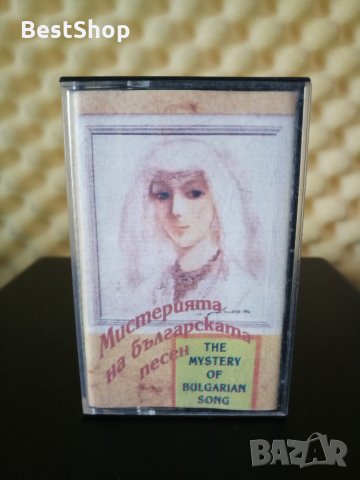 BestShop
Мистерията
на българската
песен
THE
MYSTERY
OF
BULGARIAN
SONG
BAZAR